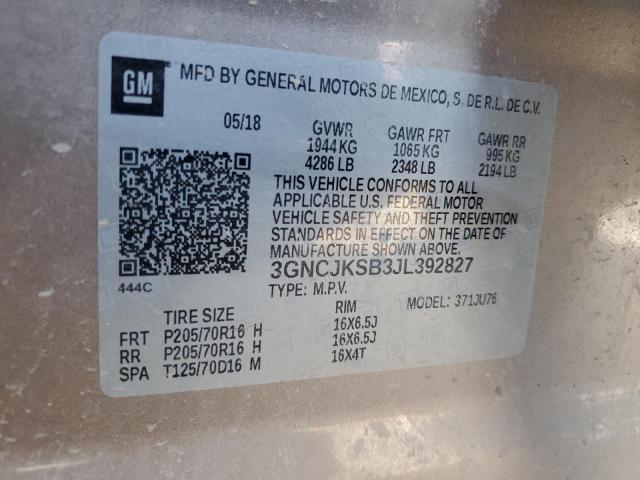 GM
MFD BY GENERAL MOTORS DE MEXICO, S. DE R.L. DE C.V.
05/18 GVWR GAWR FRT GAWR RR
1944 KG 1065 KG 995 KG
4286 LB 2348 LB 2194 LB
THIS VEHICLE CONFORMS TO ALL
APPLICABLE U.S. FEDERAL MOTOR
VEHICLE SAFETY AND THEFT PREVENTION
STANDARDS IN EFFECT ON THE DATE OF
MANUFACTURE SHOWN ABOVE.
3GNCJKSB3JL392827
444C TYPE: M.P.V. MODEL: 371JU76
TIRE SIZE RIM
FRT P205/70R16 H 16X6.5J
RR P205/70R16 H 16X6.5J
SPA T125/70D16 M 16X4T